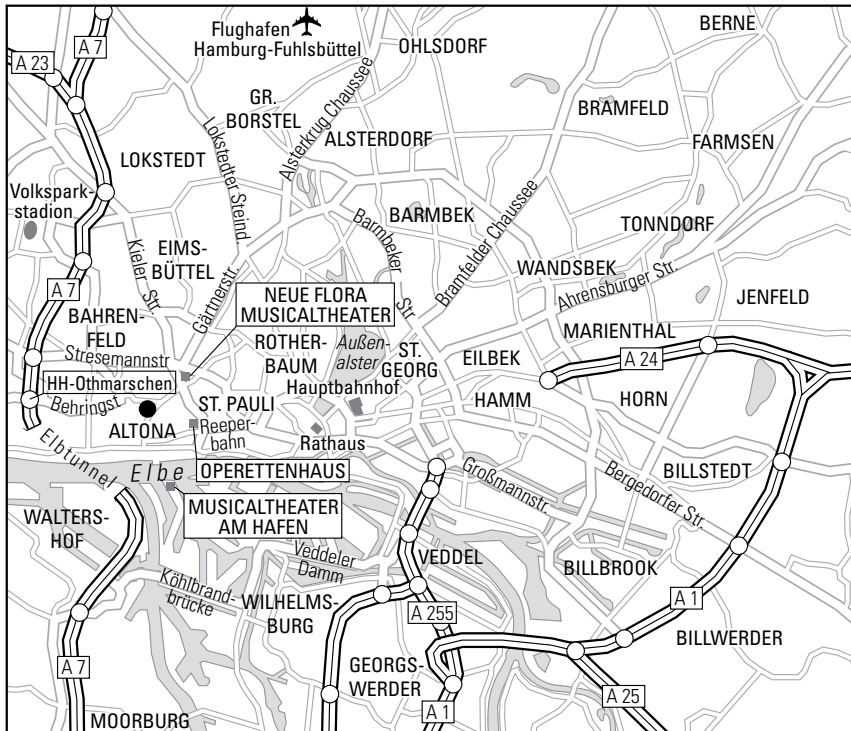 Flughafen
Hamburg-Fuhlsbüttel
BERNE
A 7
OHLSDORF
A 23
GR.
BORSTEL
Alsterkrug Chaussee
BRAMFELD
Lokstedter Steind.
ALSTERDORF
FARMSEN
LOKSTEDT
Volkspark-
stadion
BARMBEK
Barmbeker Str
Bramfelder Chaussee
TONNDORF
Kieler Str
EIMS-
BÜTTEL
WANDSBEK
Ahrensburger Str.
A 7
Gärtnerstr.
NEUE FLORA
MUSICALTHEATER
JENFELD
BAHREN-
FELD
MARIENTHAL
Stresemannstr
ROTHER-
BAUM
Außen-
alster
ST.
GEORG
EILBEK
A 24
HH-Othmarschen
Hauptbahnhof
Behringst
ST. PAULI
HAMM
HORN
ALTONA
Reeper-
bahn
Rathaus
Elbtunnel
Elbe
OPERETTENHAUS
Großmannstr.
BILLSTEDT
Bergedorfer Str.
MUSICALTHEATER
AM HAFEN
WALTERS-
HOF
Veddeler
Damm
VEDDEL
BILLBROOK
Köhlbrand-
brücke
WILHELMS-
BURG
A 255
A 1
BILLWERDER
A 7
GEORGS-
WERDER
A 25
A 1
MOORBURG